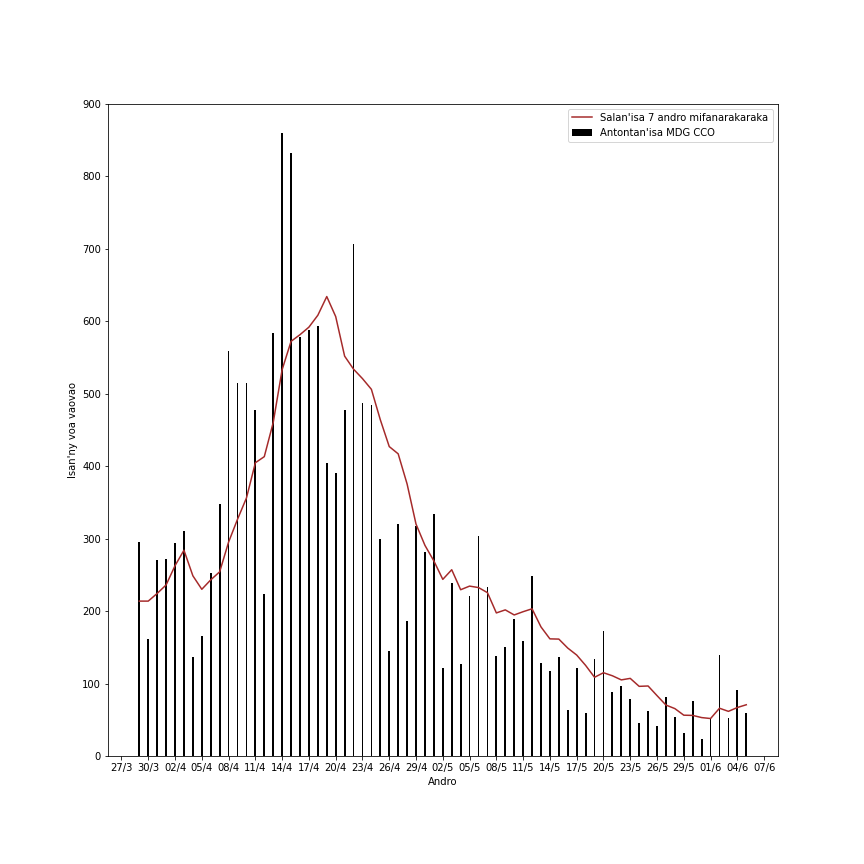 Salan'isa 7 andro mifanarakaraka
Antontan'isa MDG CCO
900
800
700
600
500
400
300
200
100
0
Isan'ny voa vaovao
27/3 30/3 02/4 05/4 08/4 11/4 14/4 17/4 20/4 23/4 26/4 29/4 02/5 05/5 08/5 11/5 14/5 17/5 20/5 23/5 26/5 29/5 01/6 04/6 07/6
Andro